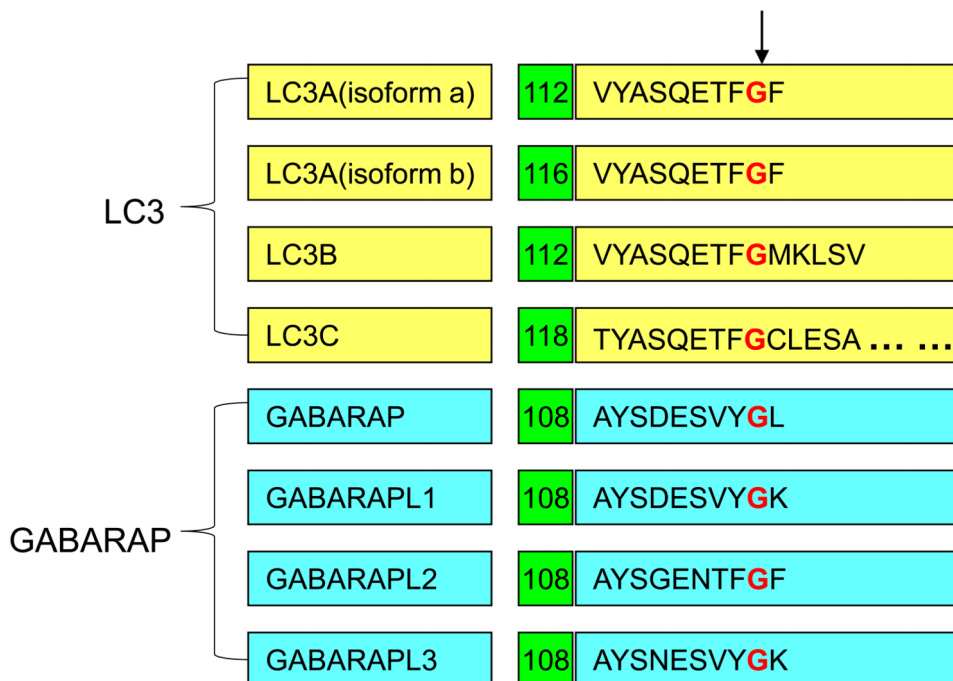 LC3A(isoform a) 112 VYASQETFGF
LC3A(isoform b) 116 VYASQETFGF
LC3
LC3B 112 VYASQETFGMKLSV
LC3C 118 TYASQETFGCLESA ... ...
GABARAP 108 AYSDESVYGL
GABARAPL1 108 AYSDESVYGK
GABARAP
GABARAPL2 108 AYSGENTFGF
GABARAPL3 108 AYSNESVYGK